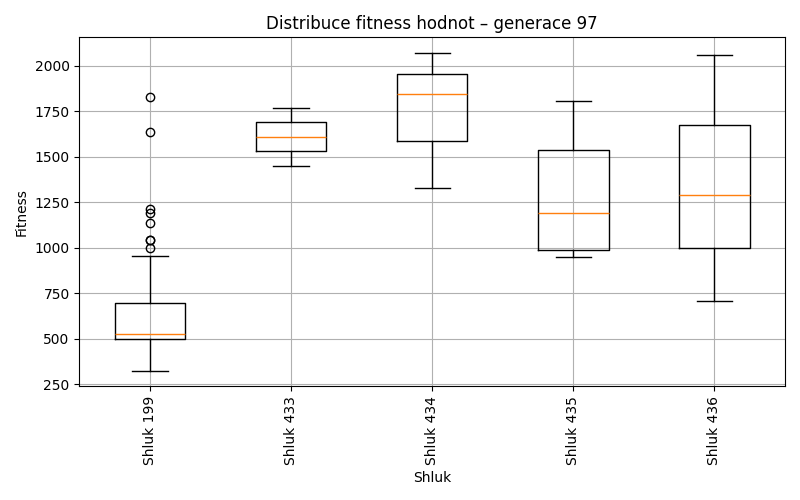 Distribuce fitness hodnot – generace 97
Fitness
2000
1750
1500
1250
1000
750
500
250
Shluk 199
Shluk 433
Shluk 434
Shluk 435
Shluk 436
Shluk